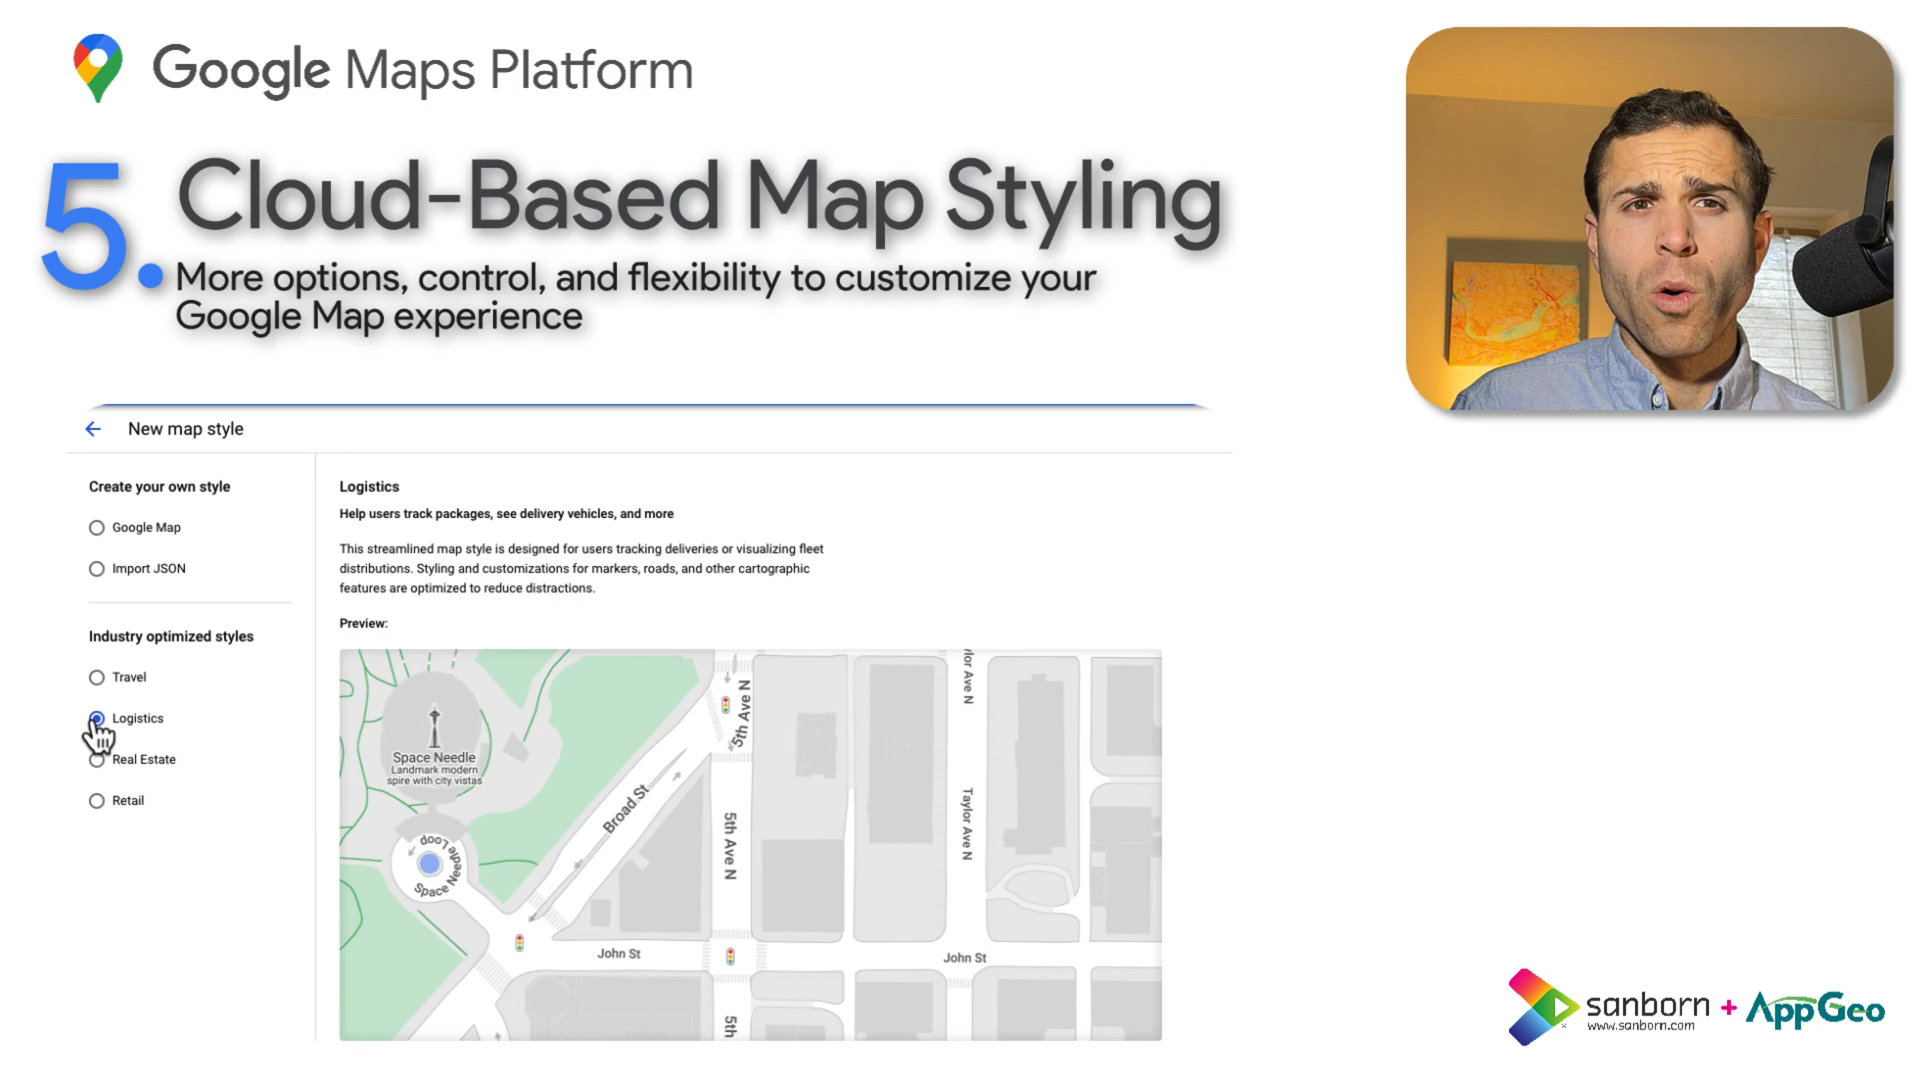 Google Maps Platform
5. Cloud-Based Map Styling
More options, control, and flexibility to customize your
Google Map experience
New map style
Create your own style
Google Map
Import JSON
Industry optimized styles
Travel
Logistics
Real Estate
Retail
Logistics
Help users track packages, see delivery vehicles, and more
This streamlined map style is designed for users tracking deliveries or visualizing fleet
distributions. Styling and customizations for markers, roads, and other cartographic
features are optimized to reduce distractions.
Preview:
Space Needle
Landmark modern
spire with city vistas
Space Needle Loop
Broad St
5th Ave N
5th Ave N
5th
lor Ave N
Taylor Ave N
John St
John St
sanborn + AppGeo
www.sanborn.com